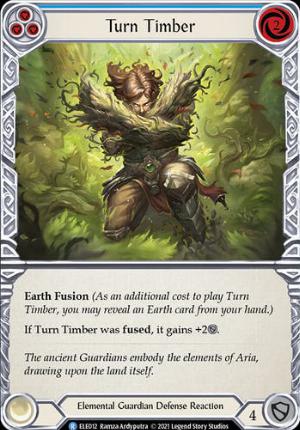 Turn Timber
2
Earth Fusion (As an additional cost to play Turn
Timber, you may reveal an Earth card from your hand.)
If Turn Timber was fused, it gains +2
The ancient Guardians embody the elements of Aria,
drawing upon the land itself.
Elemental Guardian Defense Reaction
4
R ELE012 Ramza Ardyputra © 2021 Legend Story Studios